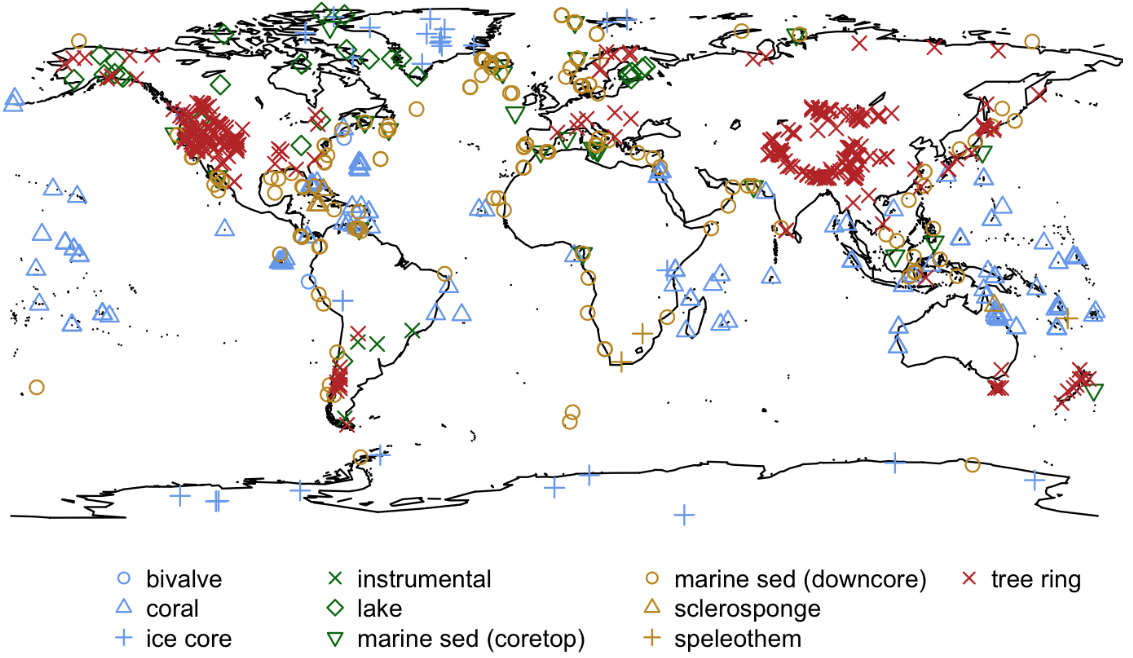 bivalve
coral
ice core
instrumental
lake
marine sed (coretop)
marine sed (downcore)
sclerosponge
speleothem
tree ring